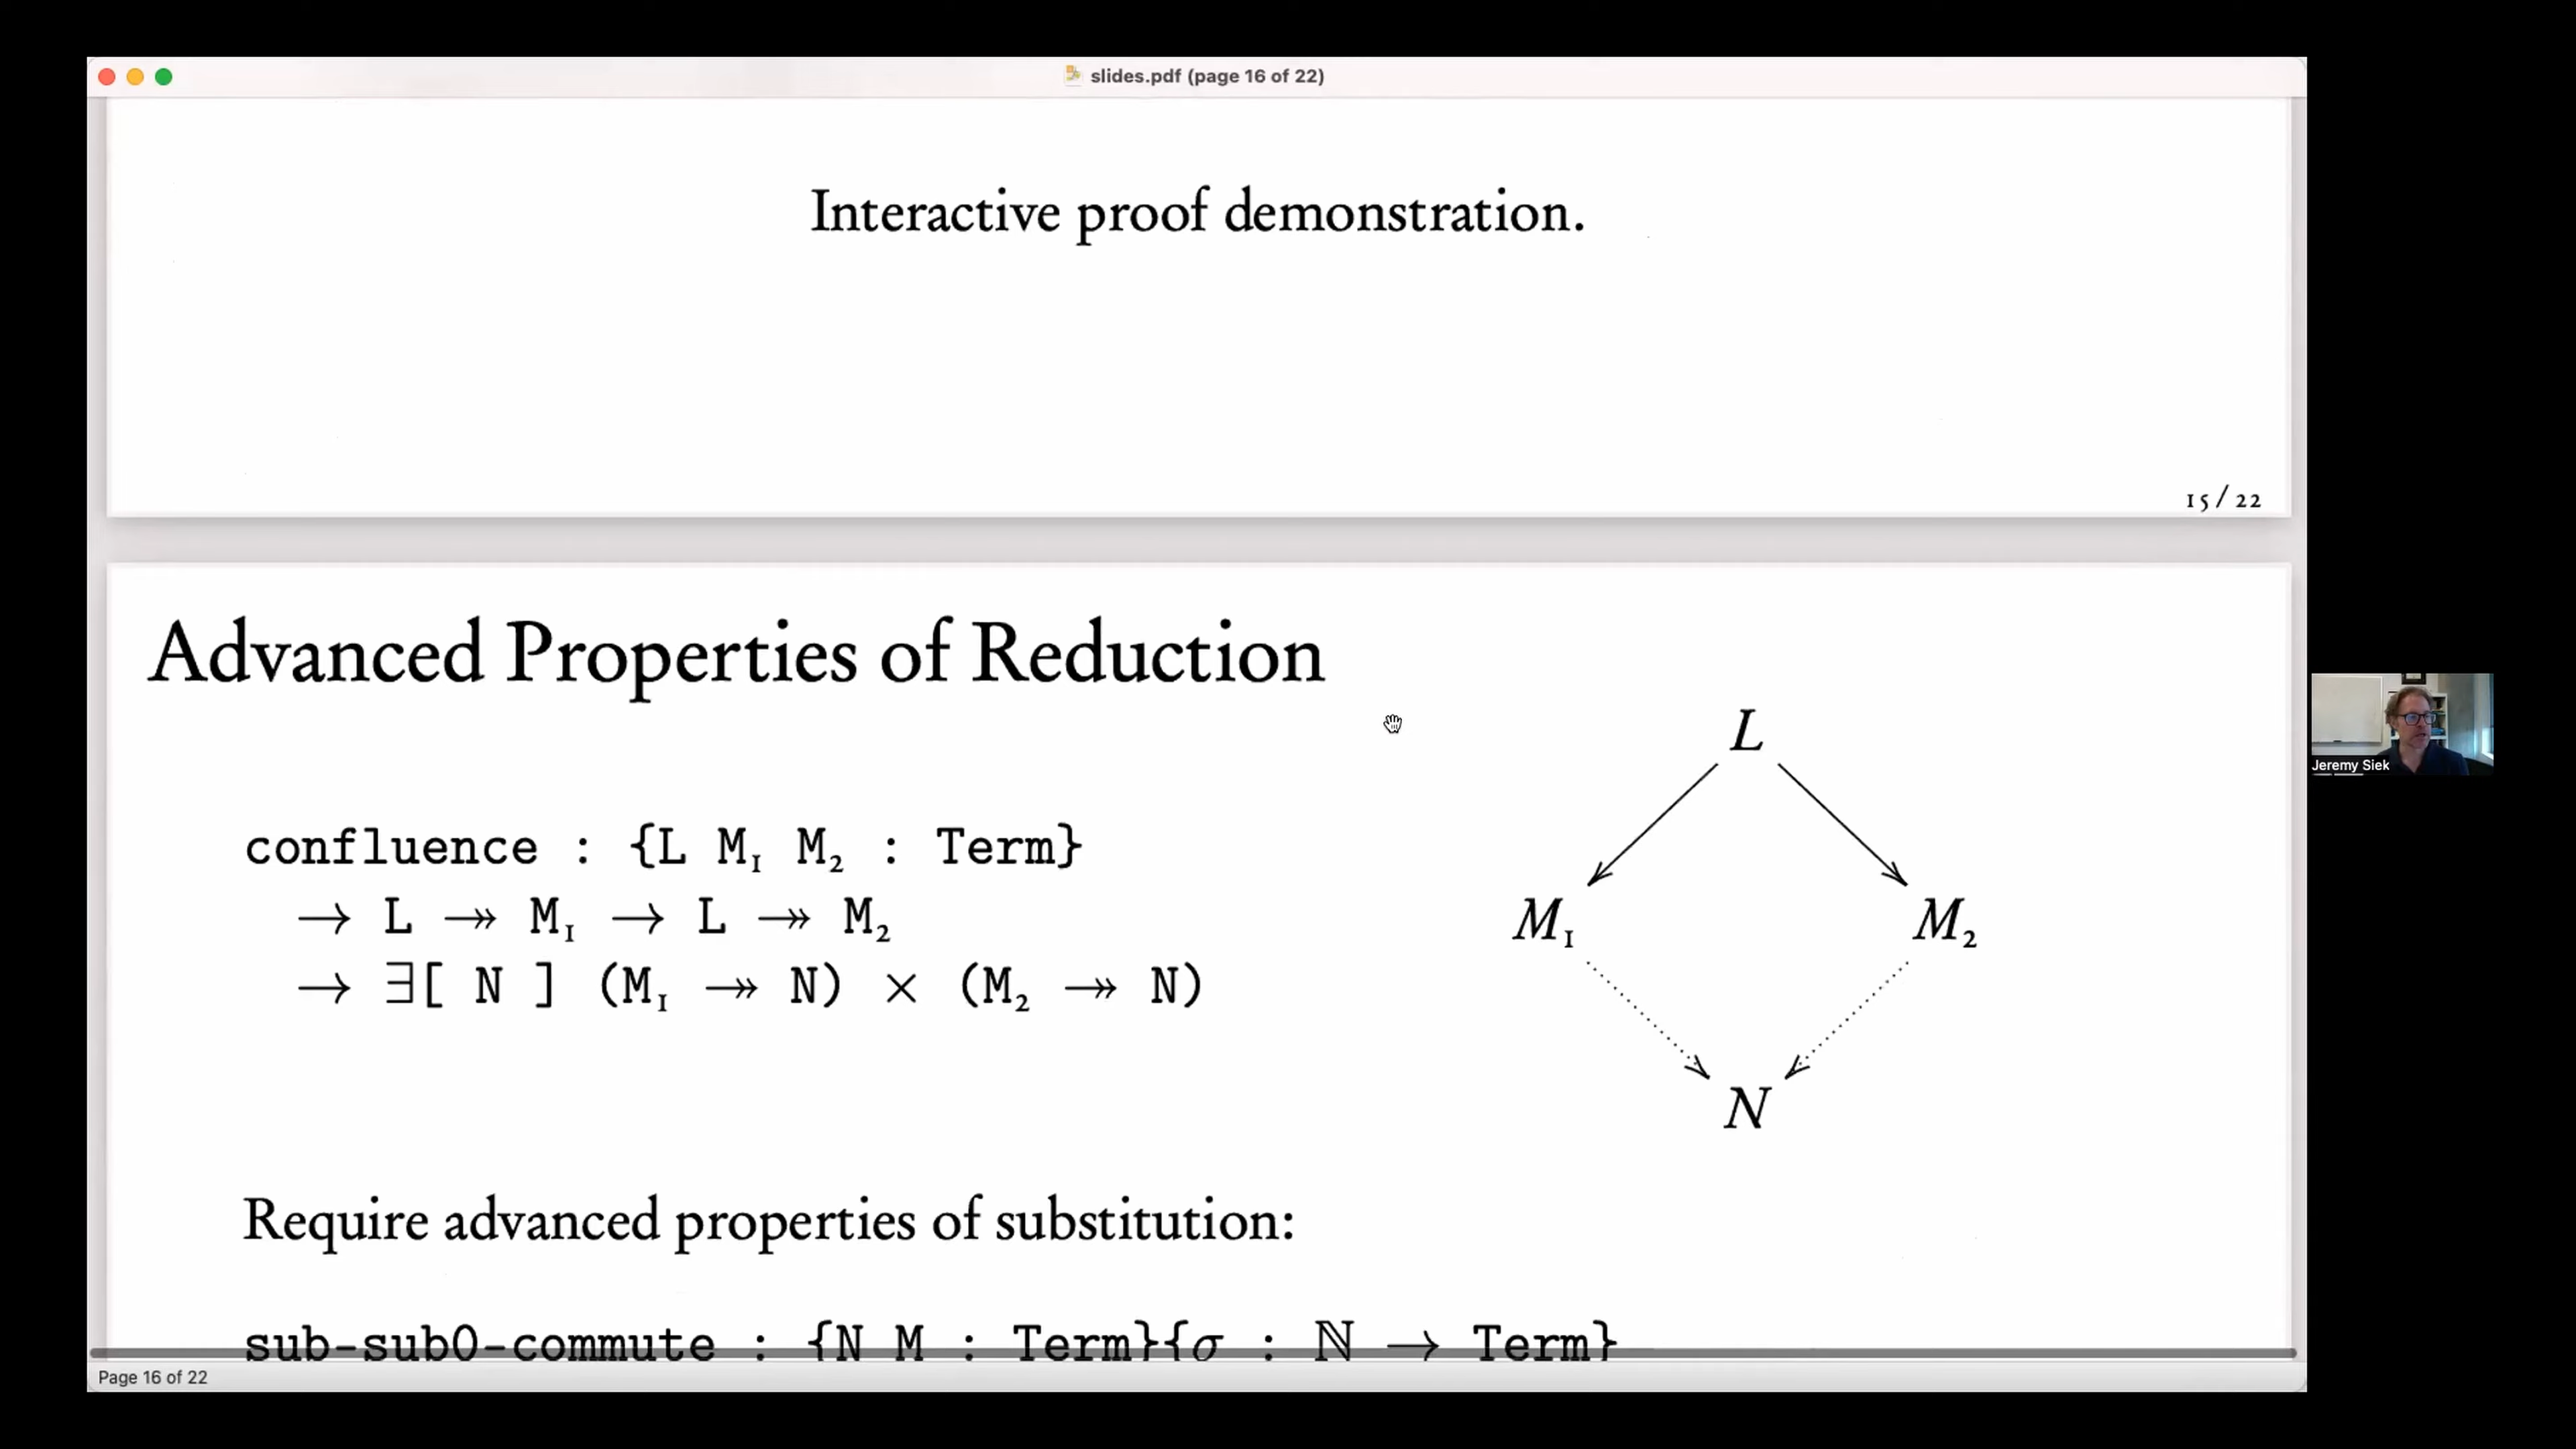 slides.pdf (page 16 of 22)
Interactive proof demonstration.
15 / 22
Advanced Properties of Reduction
confluence : {L M₁ M₂ : Term}
→ L ↠ M₁ → L ↠ M₂
→ ∃[ N ] (M₁ ↠ N) × (M₂ ↠ N)
L
M₁ M₂
N
Require advanced properties of substitution:
sub-sub0-commute : {N M : Term}{σ : ℕ → Term}
Page 16 of 22
Jeremy Siek